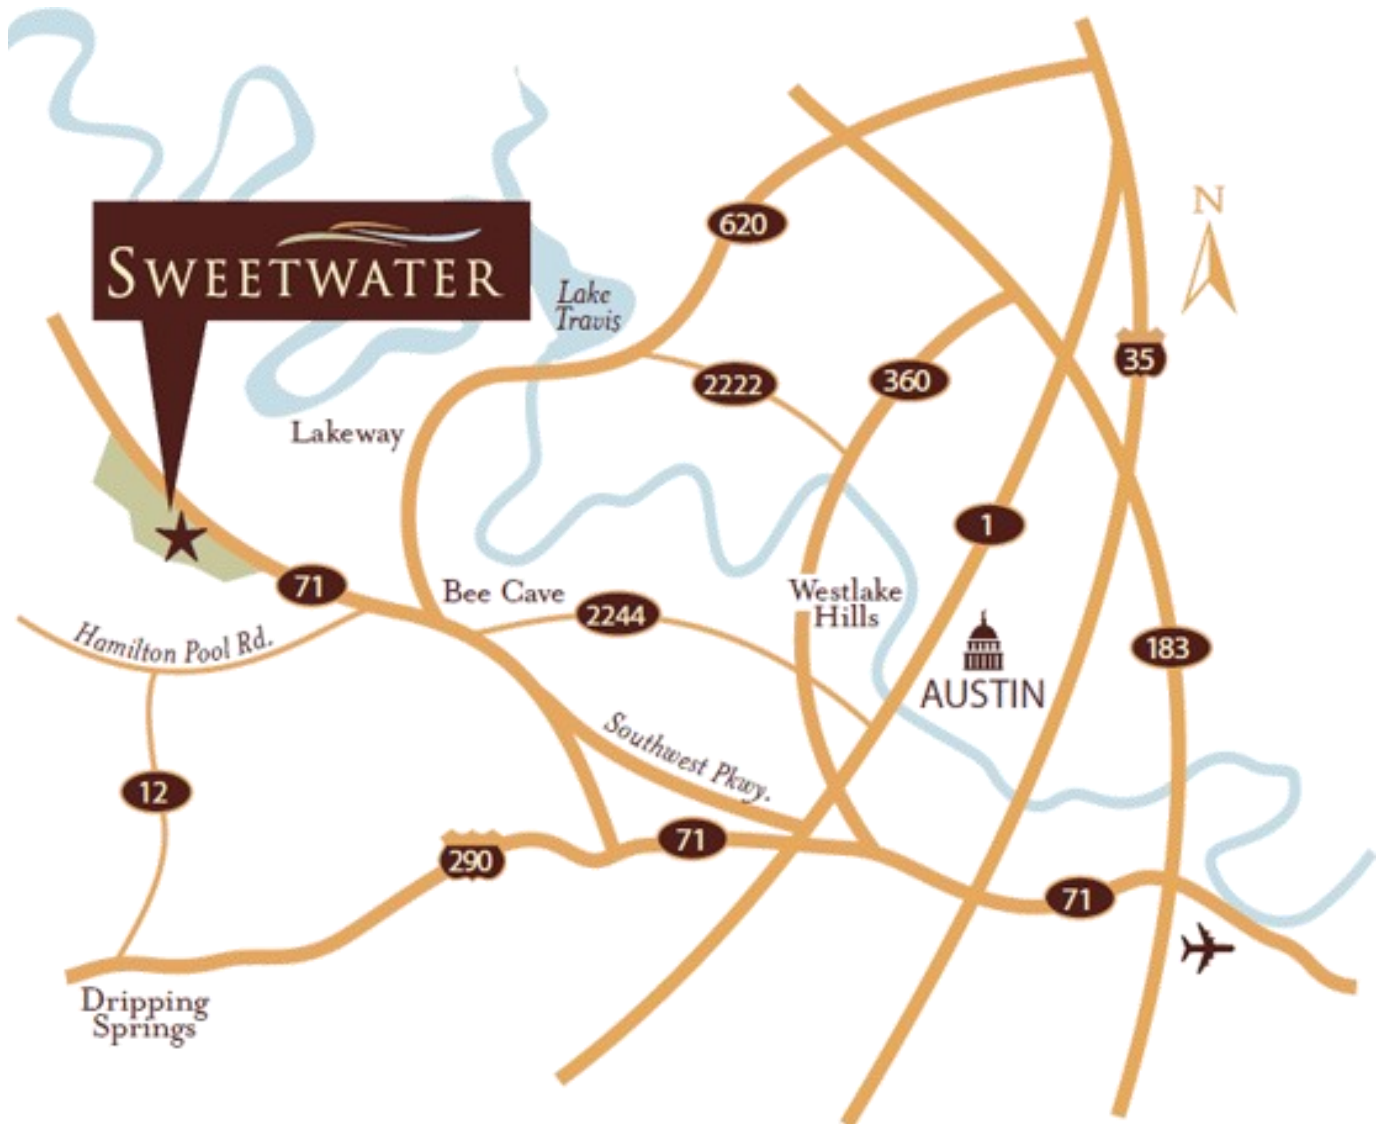 N
620
SWEETWATER
Lake
Travis
35
2222
360
Lakeway
1
71
Bee Cave
2244
Westlake
Hills
Hamilton Pool Rd.
183
AUSTIN
Southwest Pkwy.
12
71
290
71
Dripping
Springs